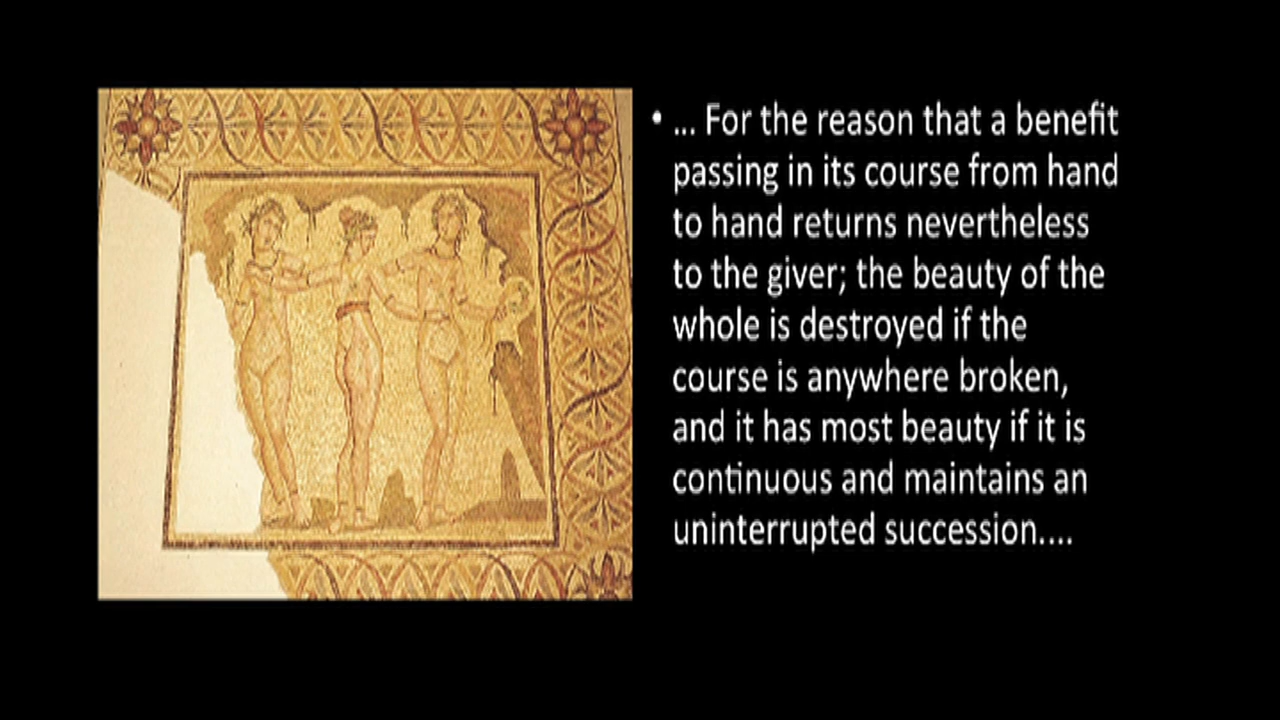 • ... For the reason that a benefit
passing in its course from hand
to hand returns nevertheless
to the giver; the beauty of the
whole is destroyed if the
course is anywhere broken,
and it has most beauty if it is
continuous and maintains an
uninterrupted succession....